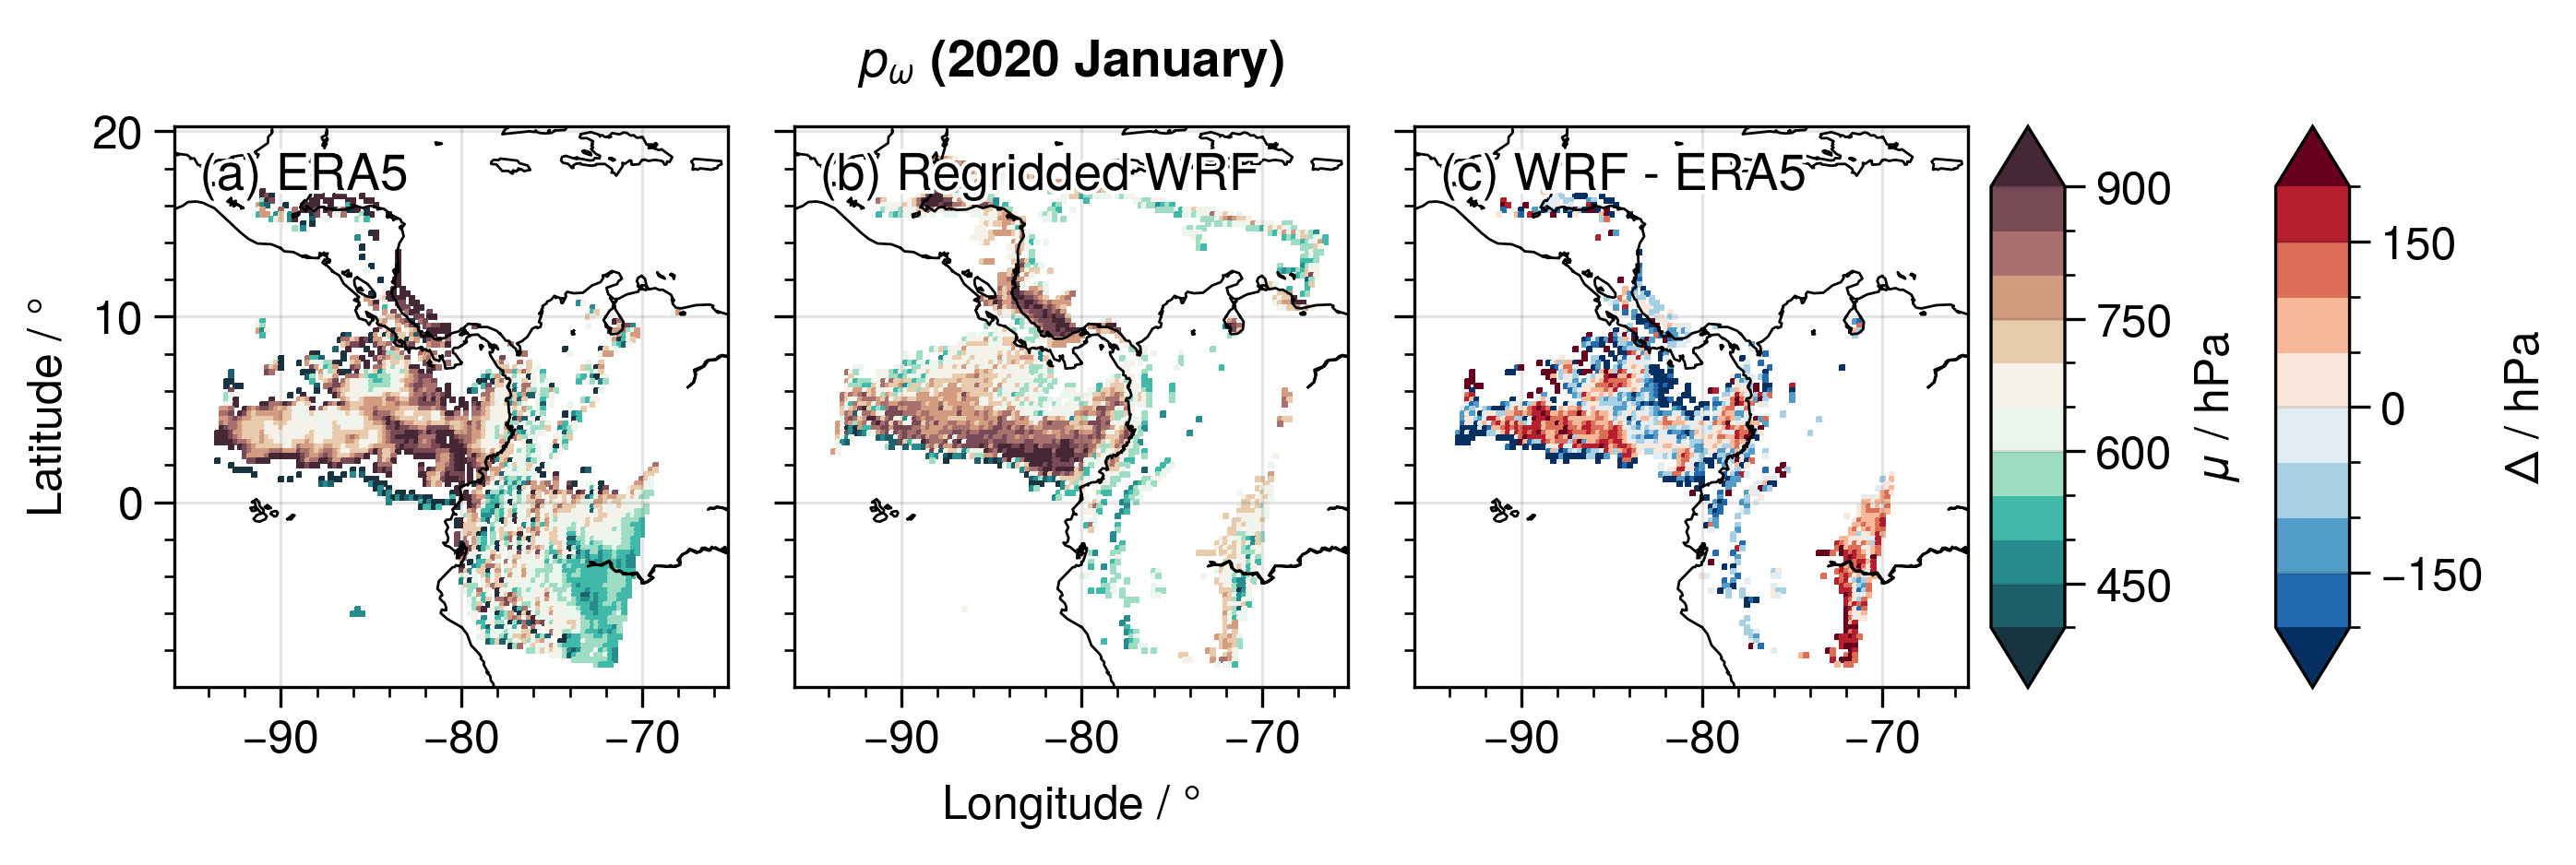 pω (2020 January)
(a) ERA5
(b) Regridded WRF
(c) WRF - ERA5
20
10
0
Latitude / °
−90
−80
−70
−90
−80
−70
−90
−80
−70
Longitude / °
900
750
600
450
μ / hPa
150
0
−150
Δ / hPa